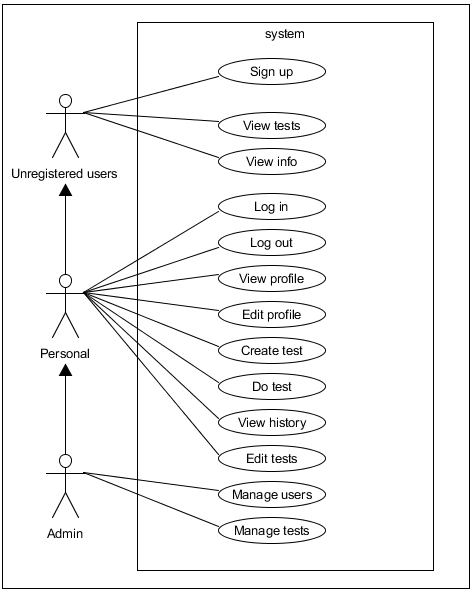 system
Sign up
View tests
View info
Unregistered users
Log in
Log out
View profile
Edit profile
Personal
Create test
Do test
View history
Edit tests
Manage users
Manage tests
Admin